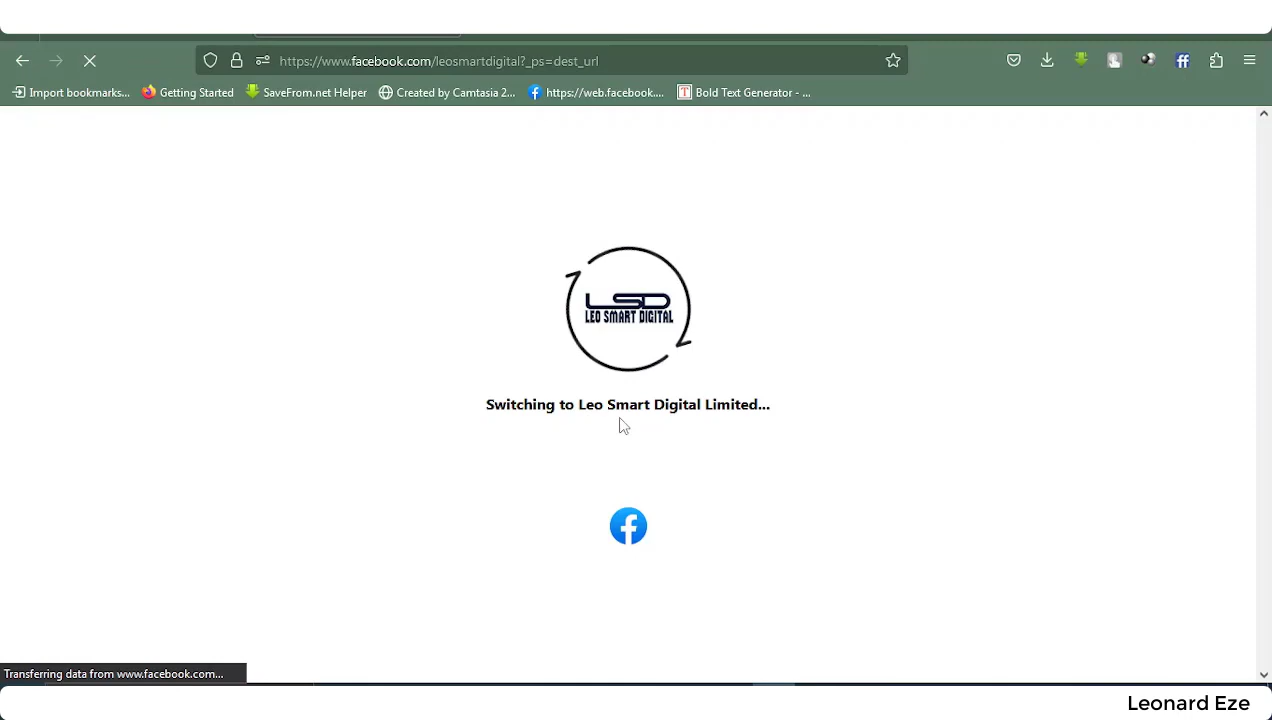 https://www.facebook.com/leosmartdigital?_ps=dest_url
ff
Import bookmarks...
Getting Started
SaveFrom.net Helper
Created by Camtasia 2...
https://web.facebook....
T Bold Text Generator - ...
LSD
LEO SMART DIGITAL
Switching to Leo Smart Digital Limited...
Transferring data from www.facebook.com...
Leonard Eze